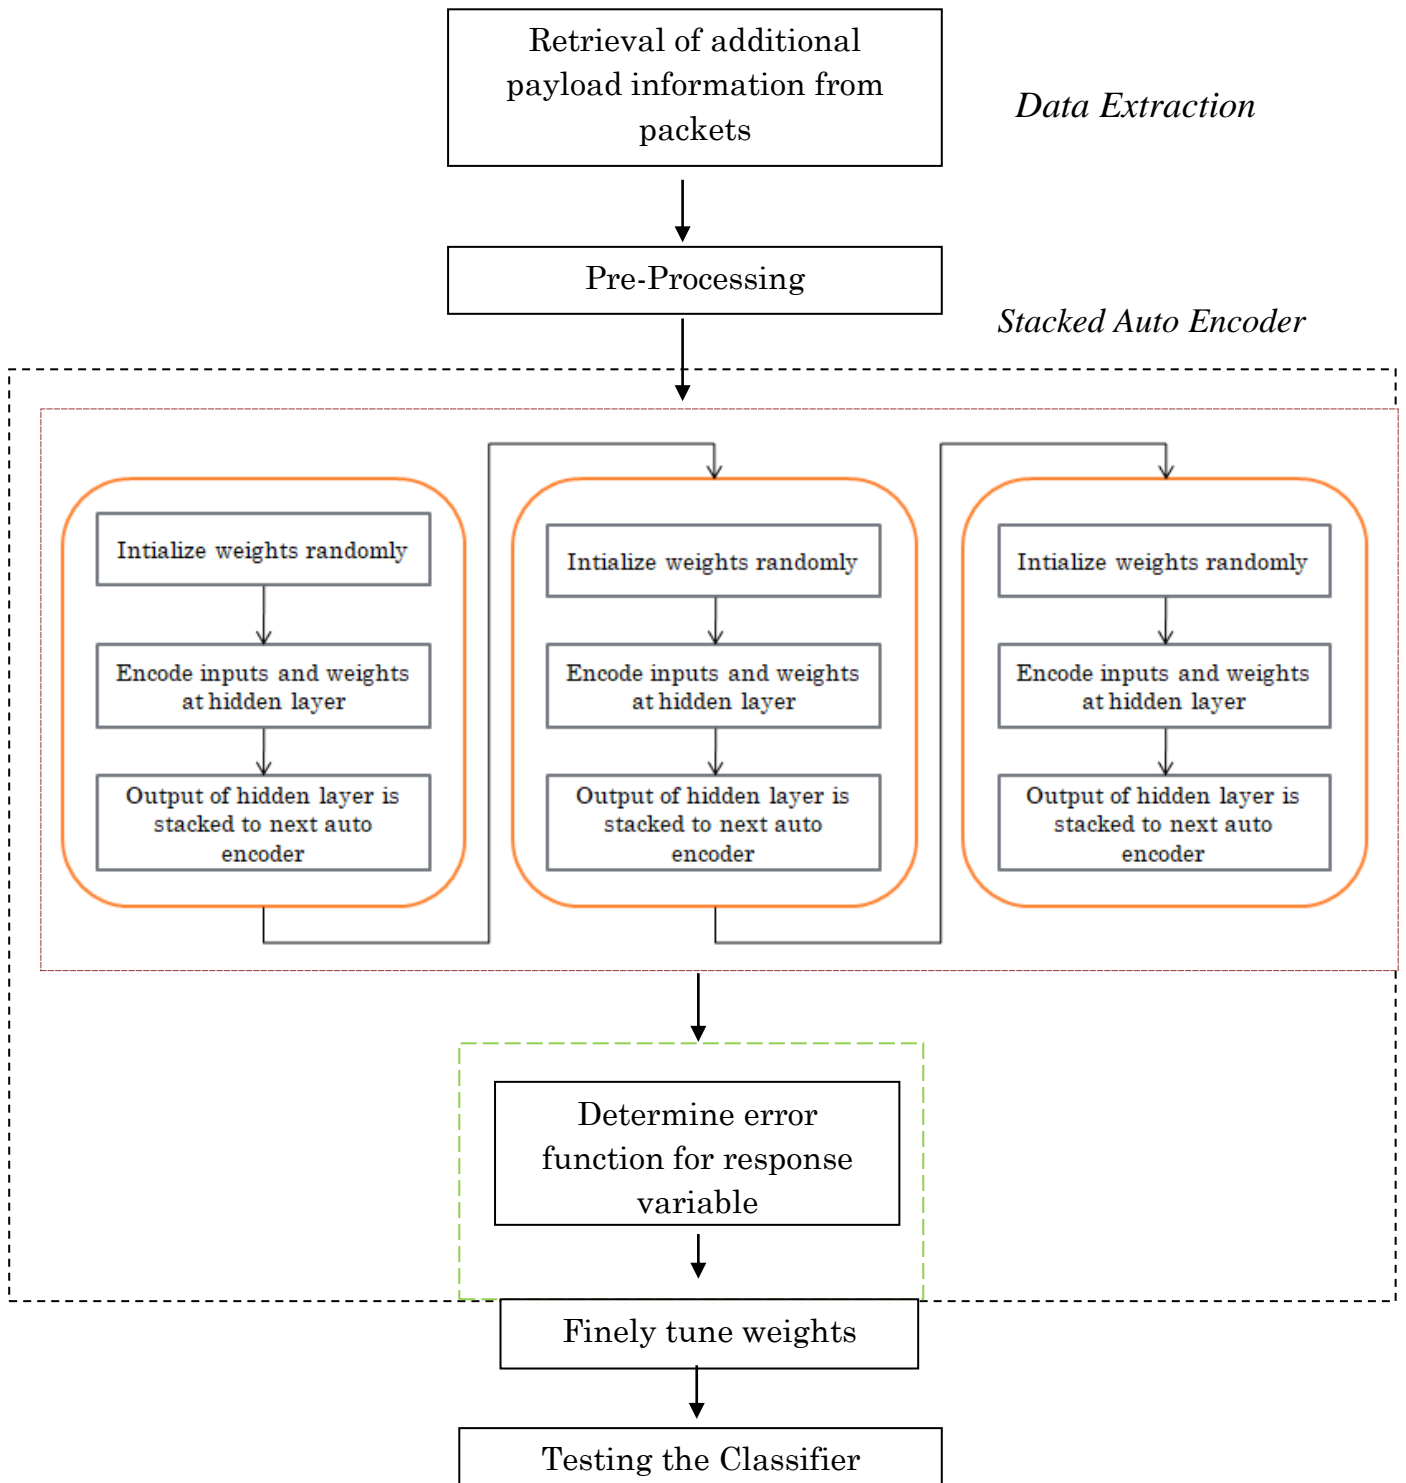 Retrieval of additional
payload information from
packets
Data Extraction
Pre-Processing
Stacked Auto Encoder
Intialize weights randomly
Encode inputs and weights
at hidden layer
Output of hidden layer is
stacked to next auto
encoder
Intialize weights randomly
Encode inputs and weights
at hidden layer
Output of hidden layer is
stacked to next auto
encoder
Intialize weights randomly
Encode inputs and weights
at hidden layer
Output of hidden layer is
stacked to next auto
encoder
Determine error
function for response
variable
Finely tune weights
Testing the Classifier